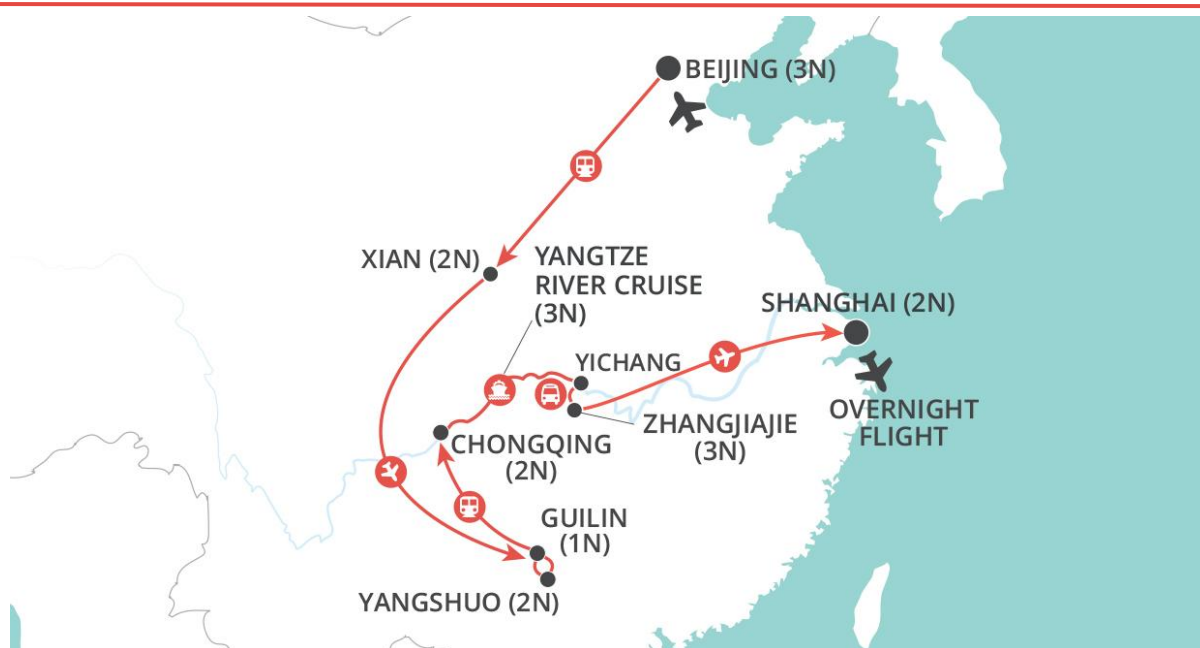 BEIJING (3N)
XIAN (2N)
YANGTZE
RIVER CRUISE
(3N)
SHANGHAI (2N)
YICHANG
OVERNIGHT
FLIGHT
ZHANGJIAJIE
(3N)
CHONGQING
(2N)
GUILIN
(1N)
YANGSHUO (2N)